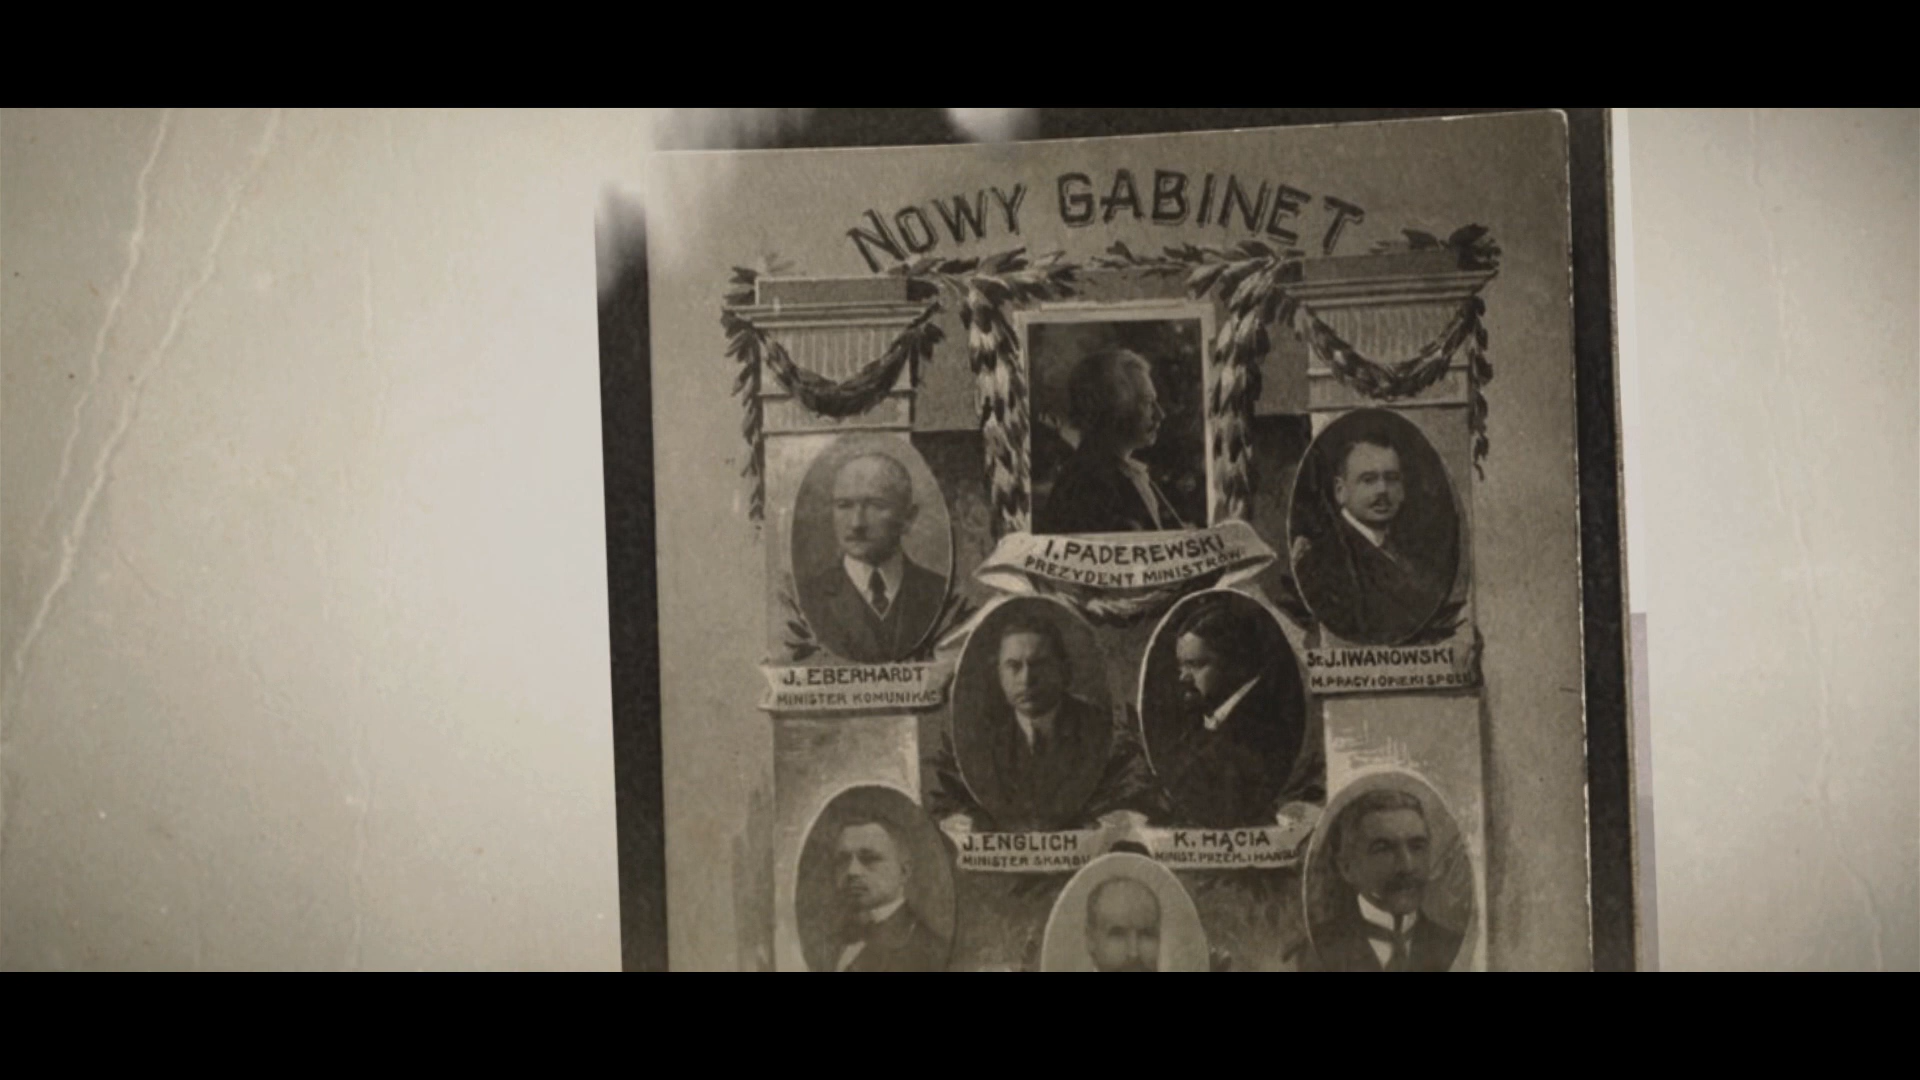 NOWY GABINET
I. PADEREWSKI
PREZYDENT MINISTRÓW
J. EBERHARDT
MINISTER KOMUNIKAC
St. J. IWANOWSKI
M. PRACY i OPIEKI SPOŁ
J. ENGLICH
MINISTER SKARBU
K. HĄCIA
MINIST. PRZEM. i HANDLU